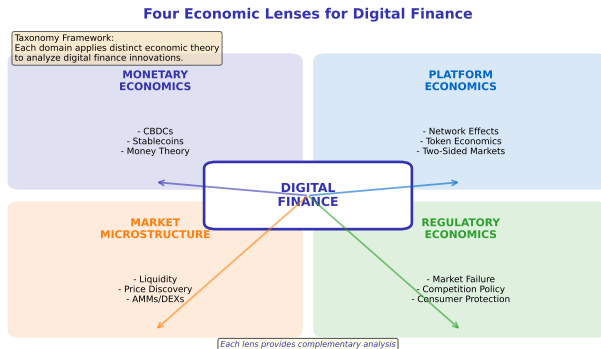 Four Economic Lenses for Digital Finance
Taxonomy Framework:
Each domain applies distinct economic theory
to analyze digital finance innovations.
MONETARY
ECONOMICS
- CBDCs
- Stablecoins
- Money Theory
PLATFORM
ECONOMICS
- Network Effects
- Token Economics
- Two-Sided Markets
DIGITAL
FINANCE
MARKET
MICROSTRUCTURE
- Liquidity
- Price Discovery
- AMMs/DEXs
REGULATORY
ECONOMICS
- Market Failure
- Competition Policy
- Consumer Protection
Each lens provides complementary analysis